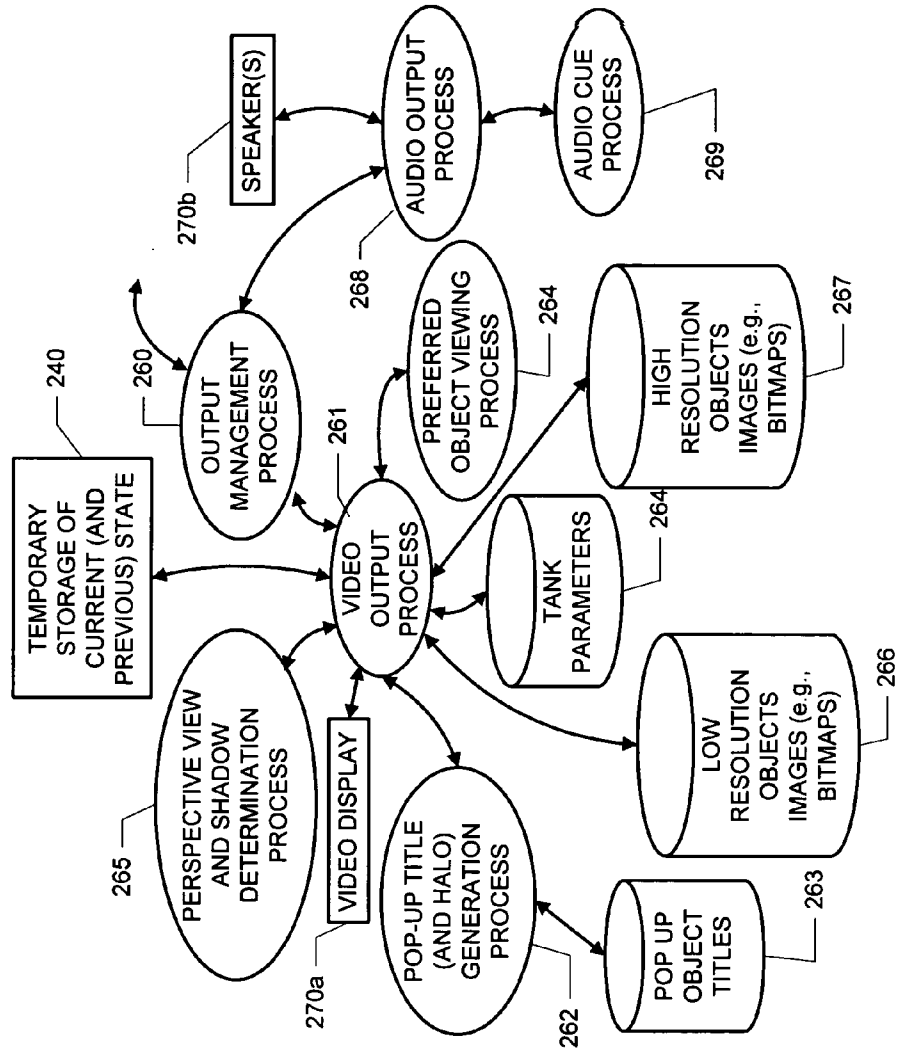 240
TEMPORARY
STORAGE OF
CURRENT (AND
PREVIOUS) STATE
260
OUTPUT
MANAGEMENT
PROCESS
270b
SPEAKER(S)
265
PERSPECTIVE VIEW
AND SHADOW
DETERMINATION
PROCESS
261
VIDEO
OUTPUT
PROCESS
268
AUDIO OUTPUT
PROCESS
270a
VIDEO DISPLAY
PREFERRED
OBJECT VIEWING
PROCESS
264
AUDIO CUE
PROCESS
269
POP-UP TITLE
(AND HALO)
GENERATION
PROCESS
262
TANK
PARAMETERS
264
POP UP
OBJECT
TITLES
263
LOW
RESOLUTION
OBJECTS
IMAGES (e.g.,
BITMAPS)
266
HIGH
RESOLUTION
OBJECTS
IMAGES (e.g.,
BITMAPS)
267